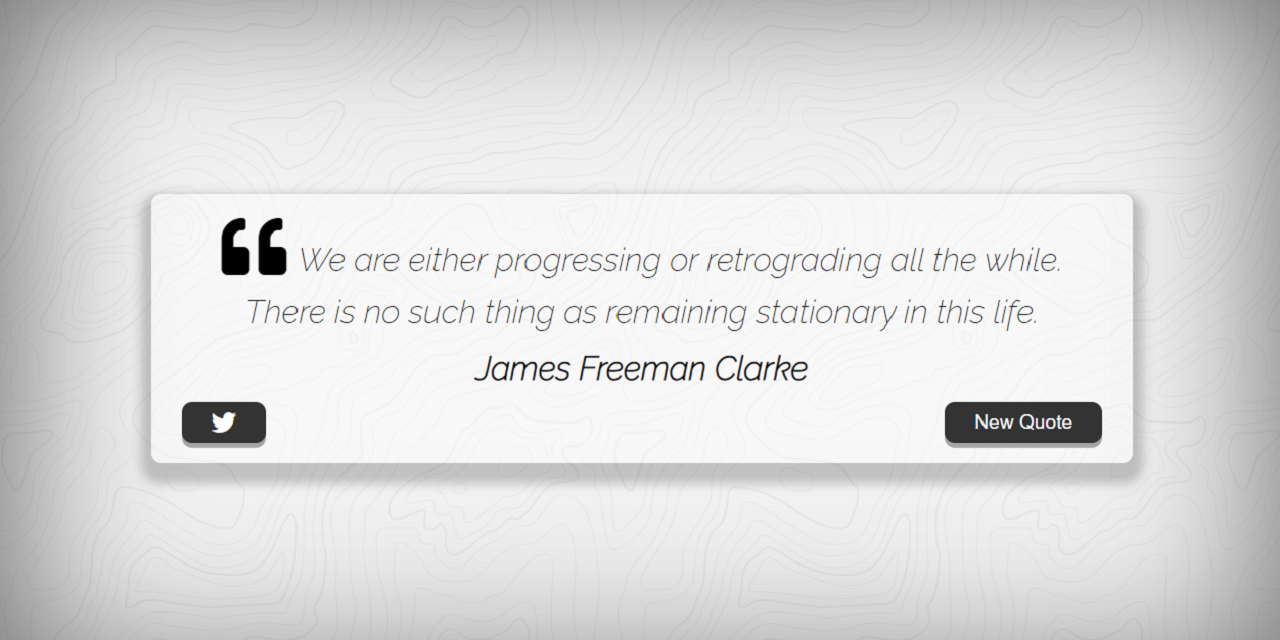 “ We are either progressing or retrograding all the while.
There is no such thing as remaining stationary in this life.
James Freeman Clarke
New Quote